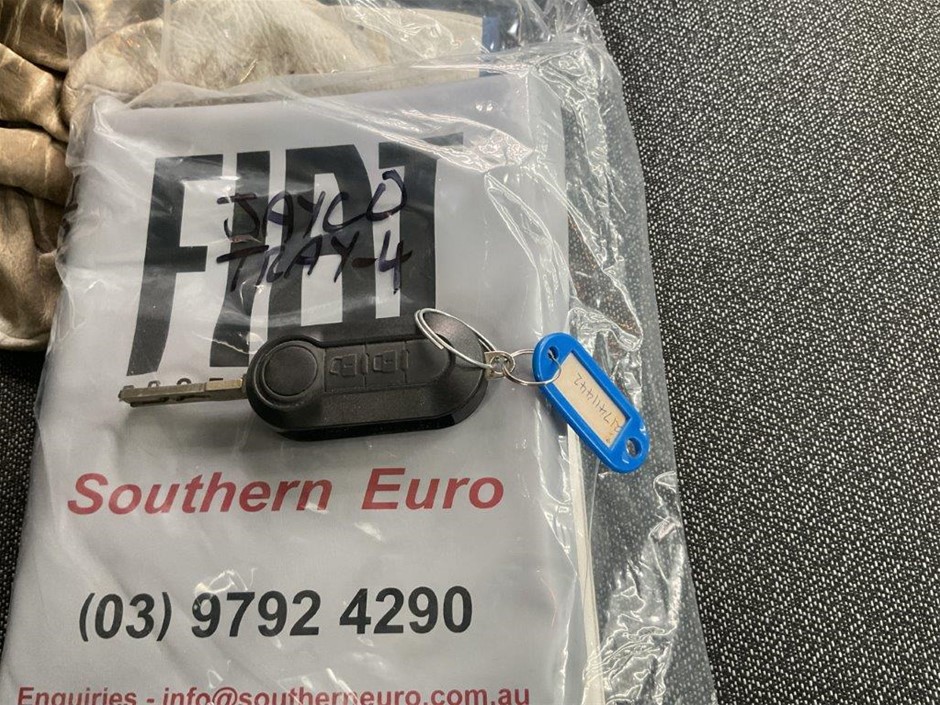 FIAT
JAYCO
TRAY-4
Southern Euro
(03) 9792 4290
Enquiries - info@southerneuro.com.au